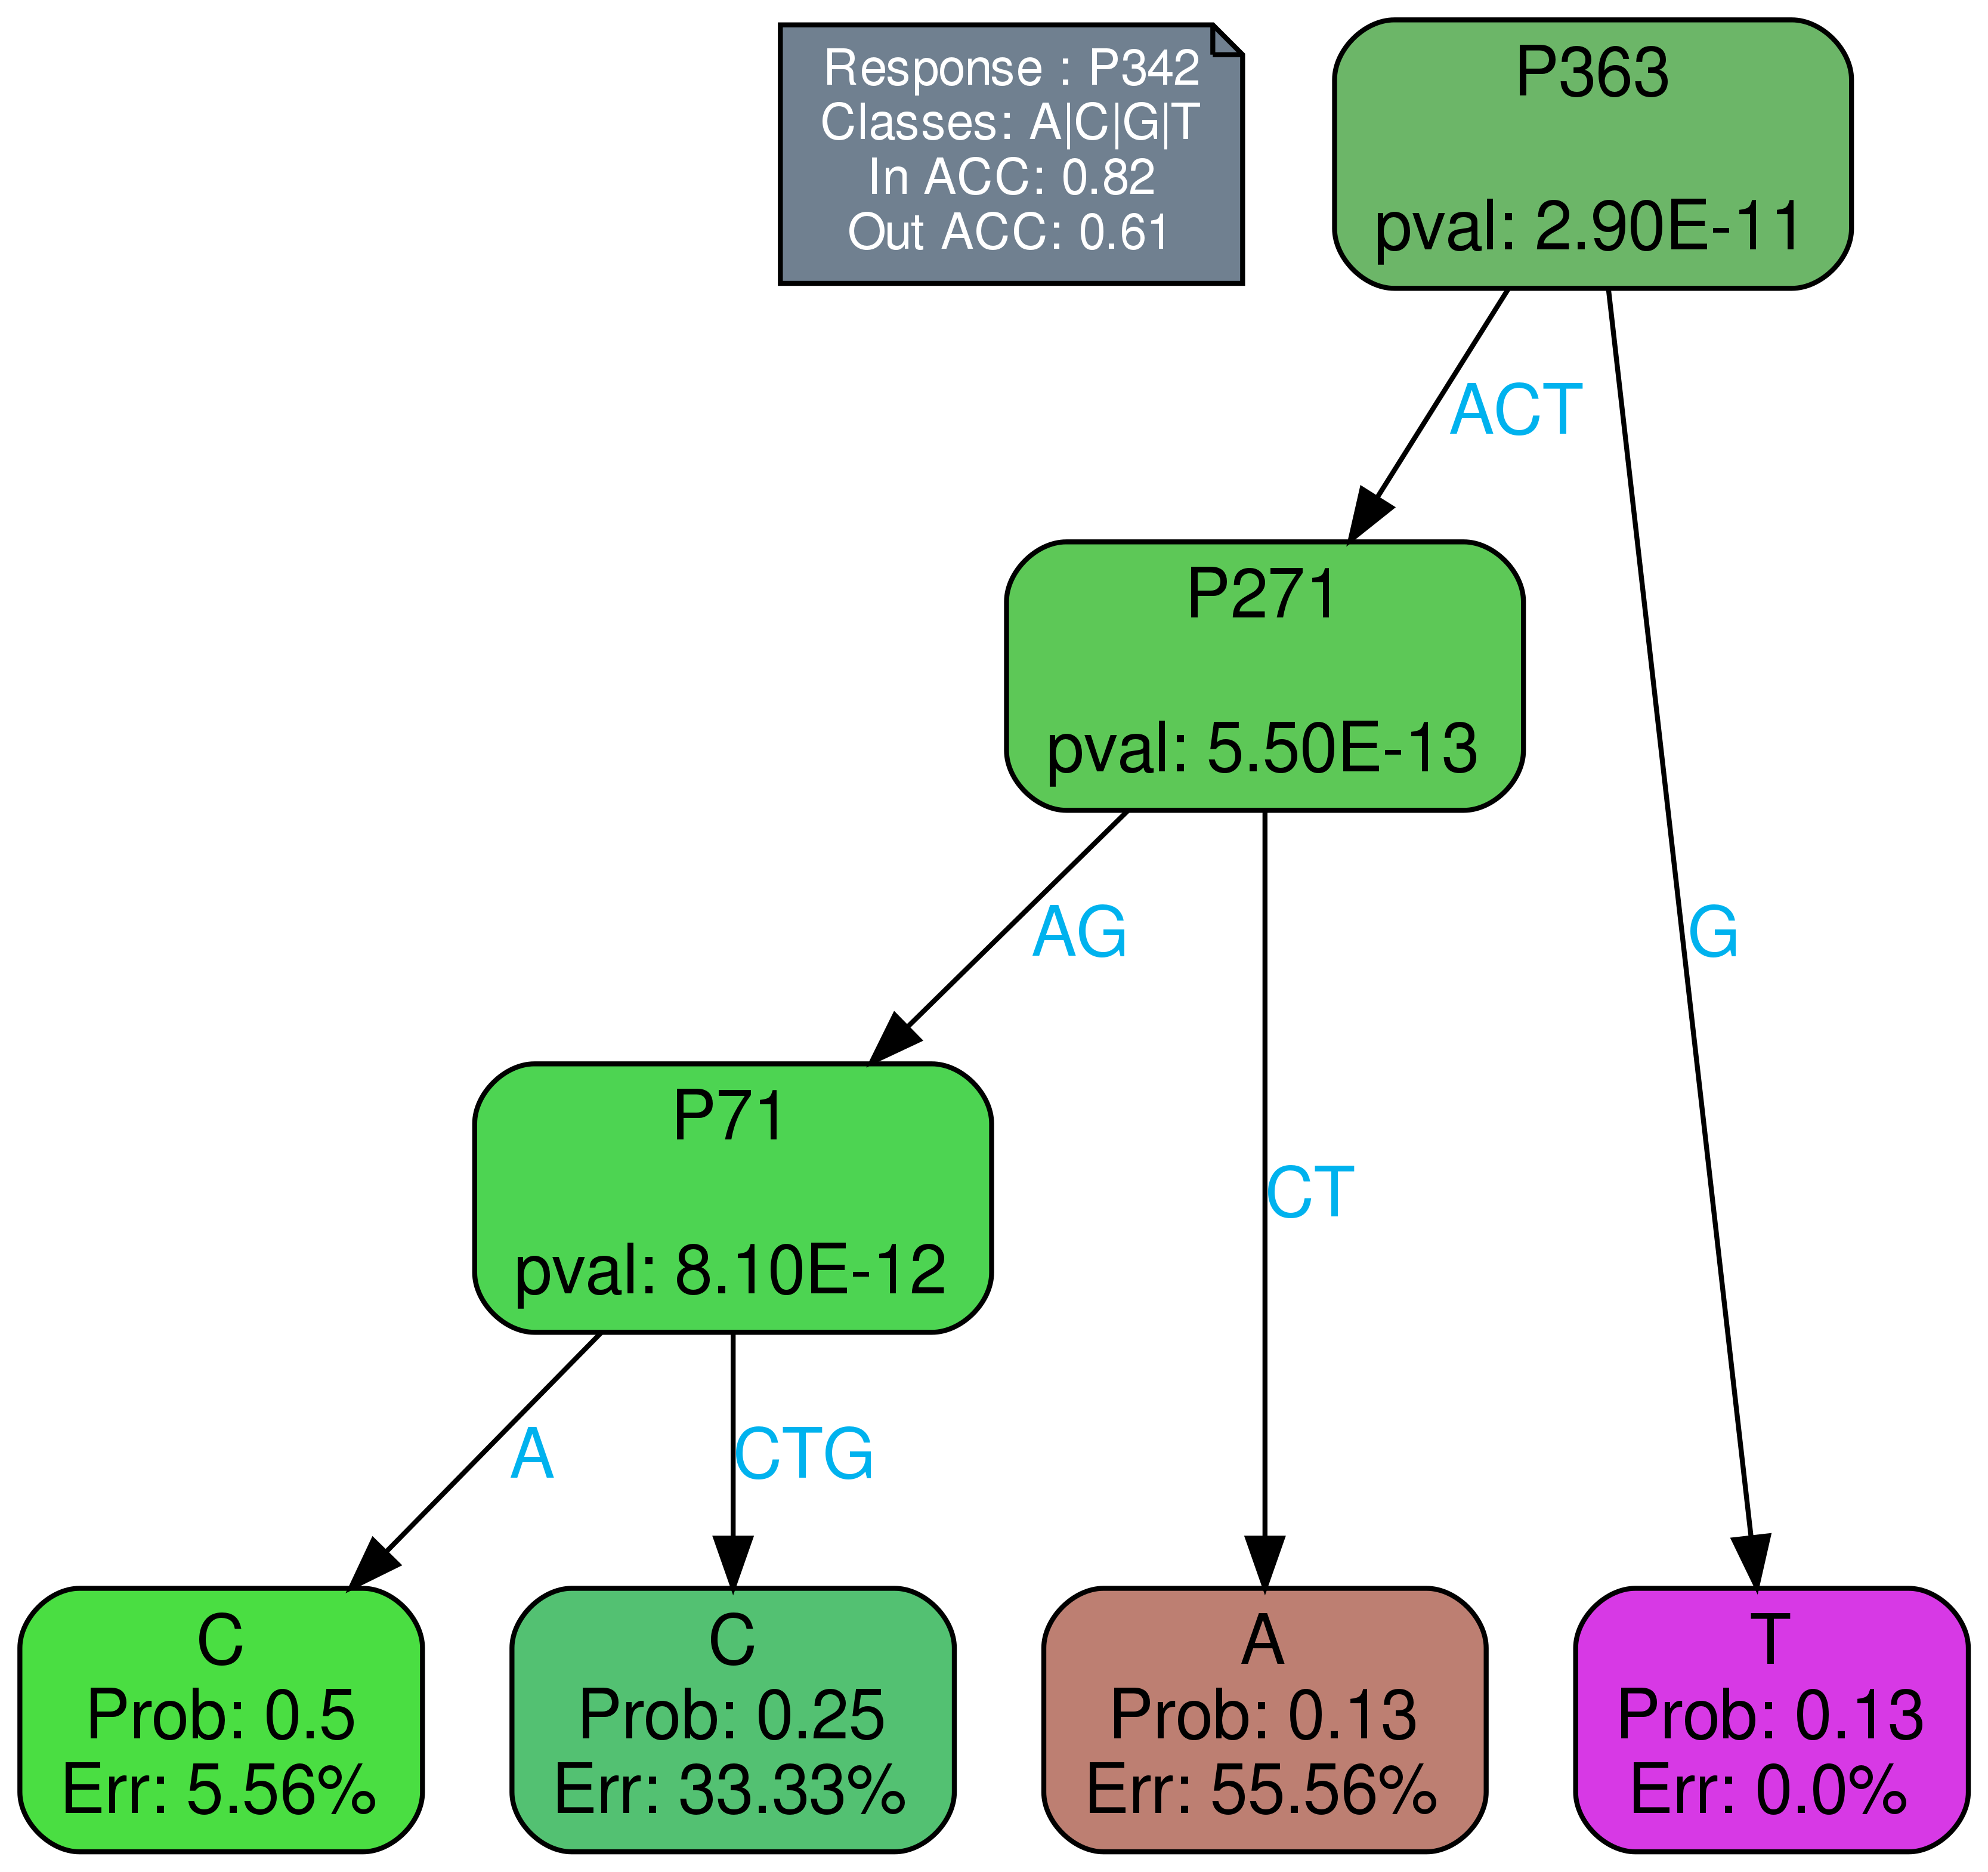 Response : P342
Classes: A|C|G|T
In ACC: 0.82
Out ACC: 0.61
P363
pval: 2.90E-11
ACT
P271
pval: 5.50E-13
AG
G
P71
pval: 8.10E-12
CT
A
CTG
C
Prob: 0.5
Err: 5.56%
C
Prob: 0.25
Err: 33.33%
A
Prob: 0.13
Err: 55.56%
T
Prob: 0.13
Err: 0.0%